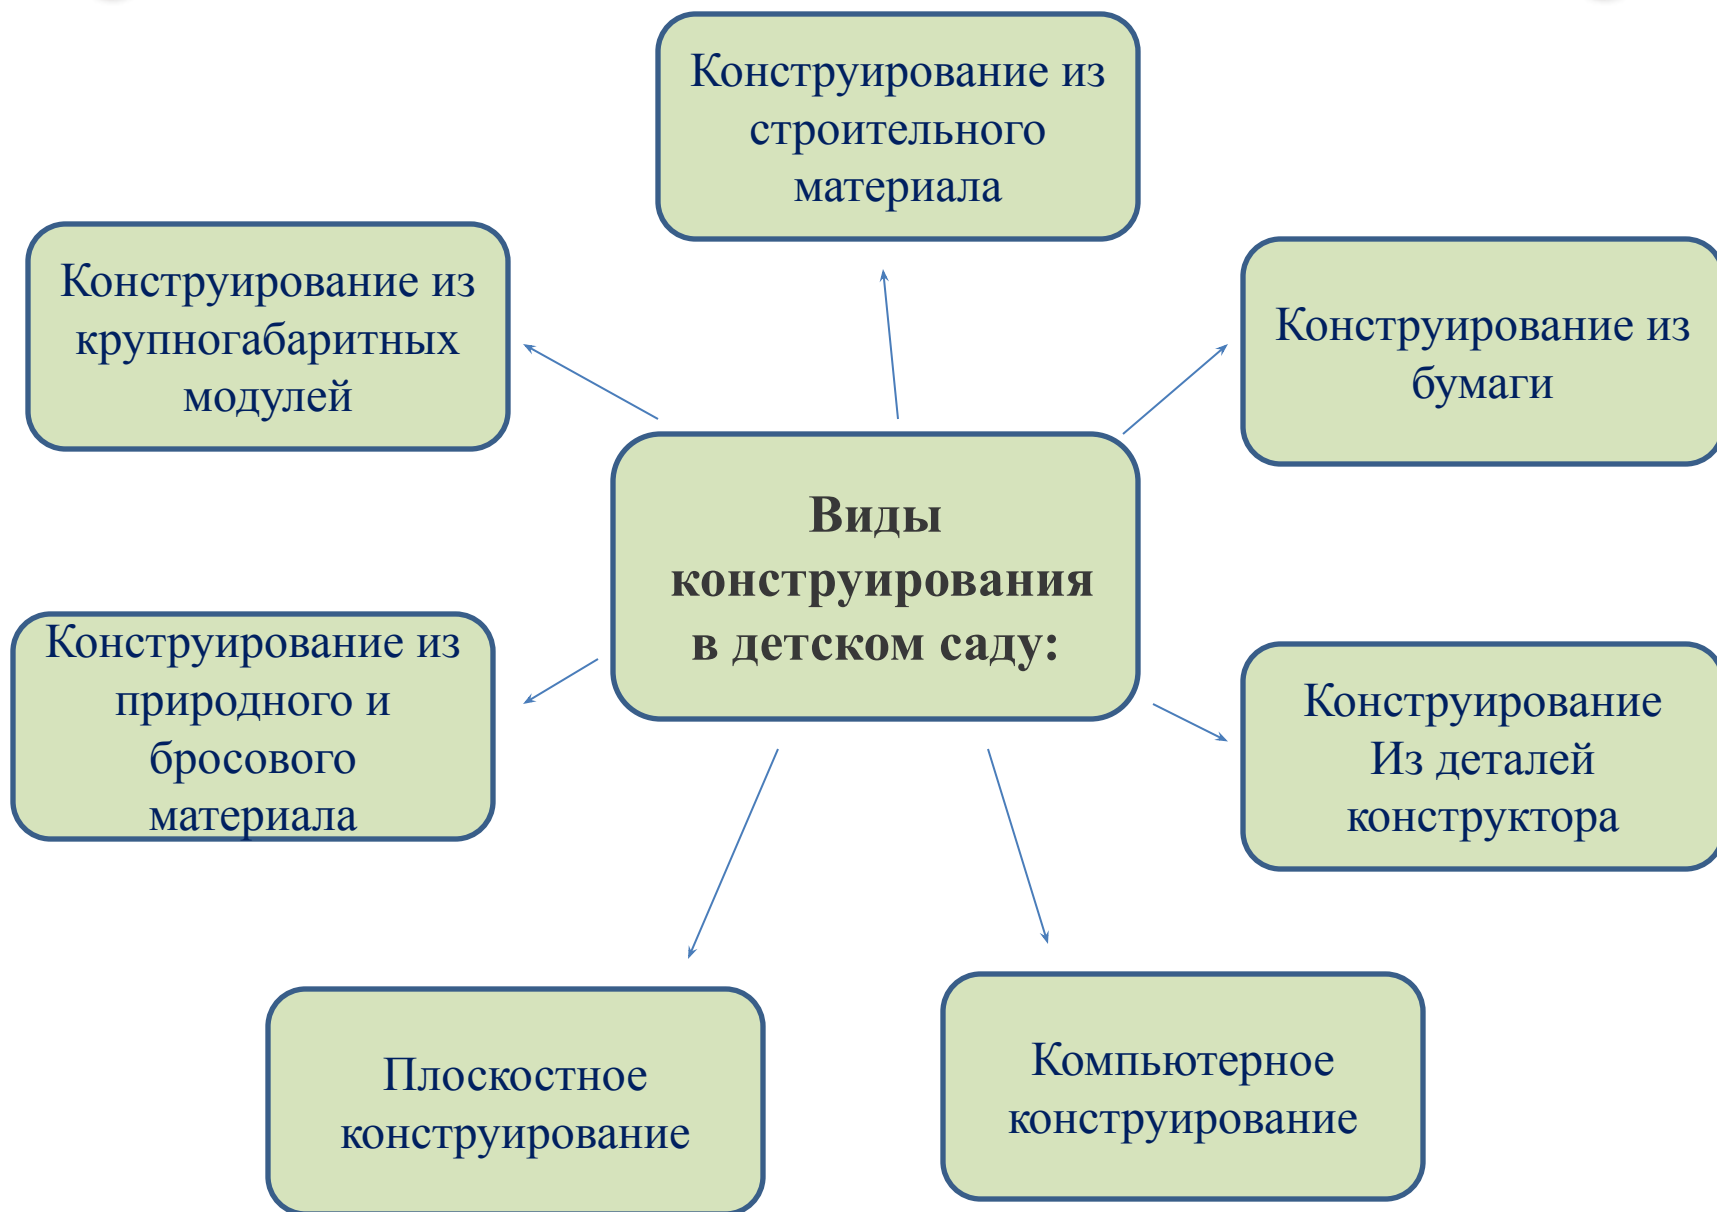 Конструирование из
строительного
материала
Конструирование из
крупногабаритных
модулей
Конструирование из
бумаги
Виды
конструирования
в детском саду:
Конструирование из
природного и
бросового
материала
Конструирование
Из деталей
конструктора
Плоскостное
конструирование
Компьютерное
конструирование